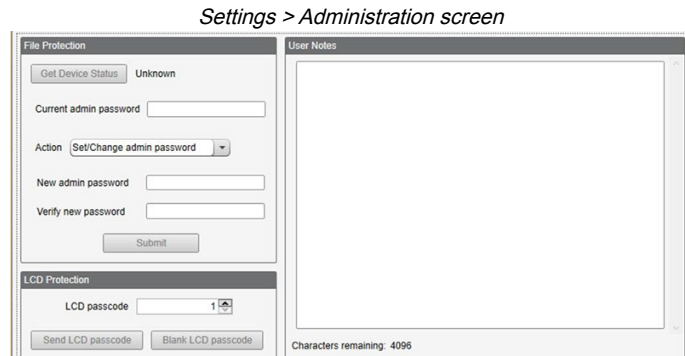 Settings > Administration screen
File Protection
Get Device Status Unknown
Current admin password
Action Set/Change admin password
New admin password
Verify new password
Submit
LCD Protection
LCD passcode 1
Send LCD passcode Blank LCD passcode
User Notes
Characters remaining: 4096